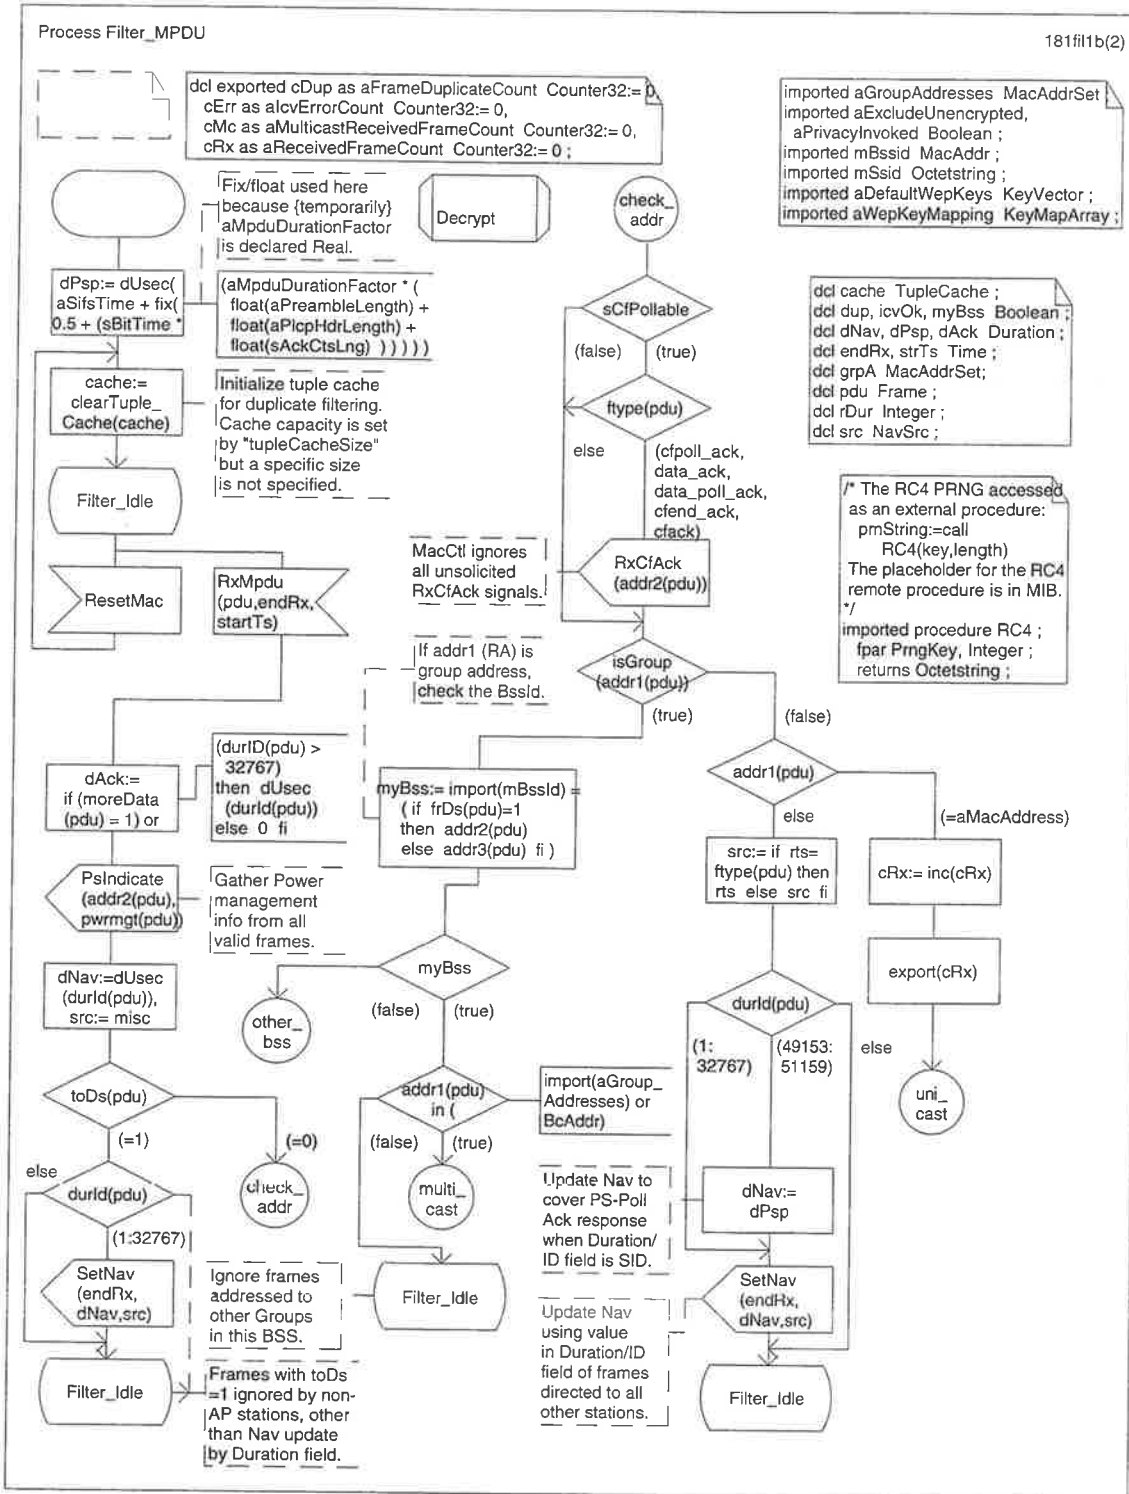 Process Filter_MPDU
181fil1b(2)
dcl exported cDup as aFrameDuplicateCount Counter32:= 0,
cErr as aIcvErrorCount Counter32:= 0,
cMc as aMulticastReceivedFrameCount Counter32:= 0,
cRx as aReceivedFrameCount Counter32:= 0 ;
imported aGroupAddresses MacAddrSet
imported aExcludeUnencrypted,
aPrivacyInvoked Boolean ;
imported mBssid MacAddr ;
imported mSsid Octetstring ;
imported aDefaultWepKeys KeyVector ;
imported aWepKeyMapping KeyMapArray ;
Fix/float used here
because {temporarily}
aMpduDurationFactor
is declared Real.
Decrypt
check_
addr
dPsp:= dUsec(
aSifsTime + fix(
0.5 + (sBitTime *
(aMpduDurationFactor * (
float(aPreambleLength) +
float(aPlcpHdrLength) +
float(sAckCtsLng) ) ) ) ) )
sCfPollable
(false)
(true)
dcl cache TupleCache ;
dcl dup, icvOk, myBss Boolean ;
dcl dNav, dPsp, dAck Duration ;
dcl endRx, strTs Time ;
dcl grpA MacAddrSet;
dcl pdu Frame ;
dcl rDur Integer ;
dcl src NavSrc ;
cache:=
clearTuple_
Cache(cache)
Initialize tuple cache
for duplicate filtering.
Cache capacity is set
by "tupleCacheSize"
but a specific size
is not specified.
ftype(pdu)
else
(cfpoll_ack,
data_ack,
data_poll_ack,
cfend_ack,
cfack)
Filter_Idle
/* The RC4 PRNG accessed
as an external procedure:
prnString:=call
RC4(key,length)
The placeholder for the RC4
remote procedure is in MIB.
*/
imported procedure RC4 ;
fpar PrngKey, Integer ;
returns Octetstring ;
ResetMac
RxMpdu
(pdu,endRx,
startTs)
MacCtl ignores
all unsolicited
RxCfAck signals.
RxCfAck
(addr2(pdu))
If addr1 (RA) is
group address,
check the BssId.
isGroup
(addr1(pdu))
(true)
(false)
dAck:=
if (moreData
(pdu) = 1) or
(durID(pdu) >
32767)
then dUsec
(durId(pdu))
else 0 fi
myBss:= import(mBssId) =
( if frDs(pdu)=1
then addr2(pdu)
else addr3(pdu) fi )
addr1(pdu)
else
(=aMacAddress)
src:= if rts=
ftype(pdu) then
rts else src fi
cRx:= inc(cRx)
PsIndicate
(addr2(pdu),
pwrmgt(pdu))
Gather Power
management
info from all
valid frames.
myBss
(false)
(true)
export(cRx)
dNav:=dUsec
(durId(pdu)),
src:= misc
other_
bss
durId(pdu)
(1:
32767)
(49153:
51159)
else
toDs(pdu)
(=1)
(=0)
addr1(pdu)
in (
import(aGroup_
Addresses) or
BcAddr)
(false)
(true)
uni_
cast
else
durId(pdu)
(1:32767)
check_
addr
multi_
cast
Update Nav to
cover PS-Poll
Ack response
when Duration/
ID field is SID.
dNav:=
dPsp
SetNav
(endRx,
dNav,src)
Ignore frames
addressed to
other Groups
in this BSS.
Filter_Idle
Update Nav
using value
in Duration/ID
field of frames
directed to all
other stations.
SetNav
(endRx,
dNav,src)
Filter_Idle
Frames with toDs
=1 ignored by non-
AP stations, other
than Nav update
by Duration field.
Filter_Idle